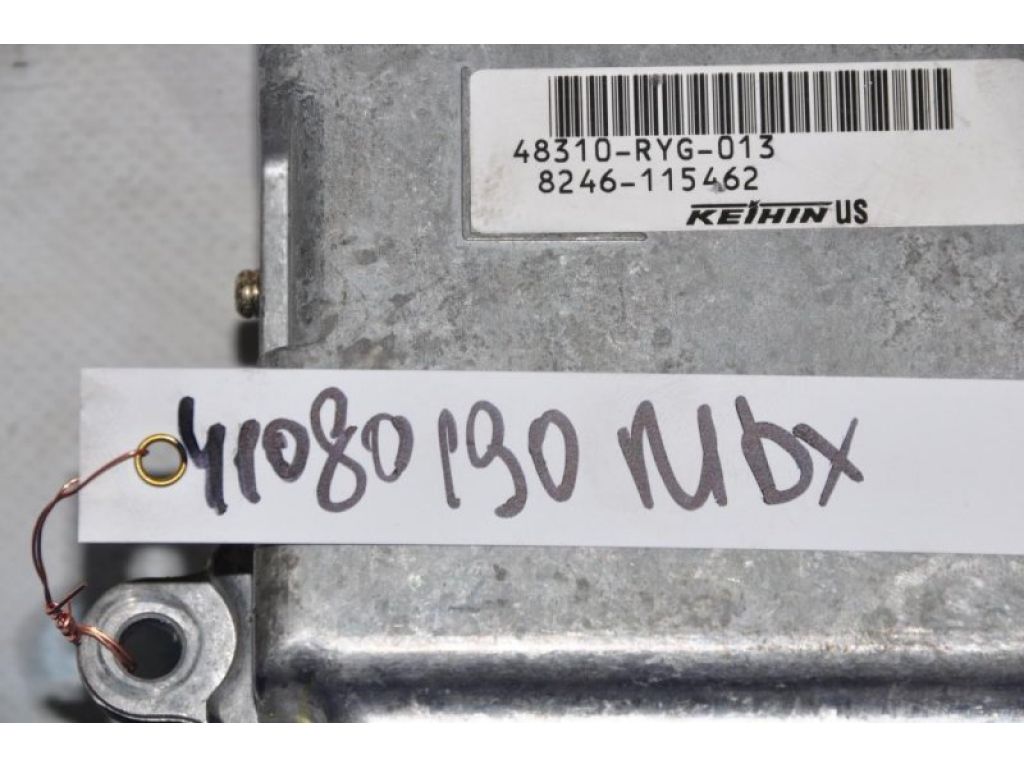 48310-RYG-013
8246-115462
KEIHIN US
41080190 Mdx